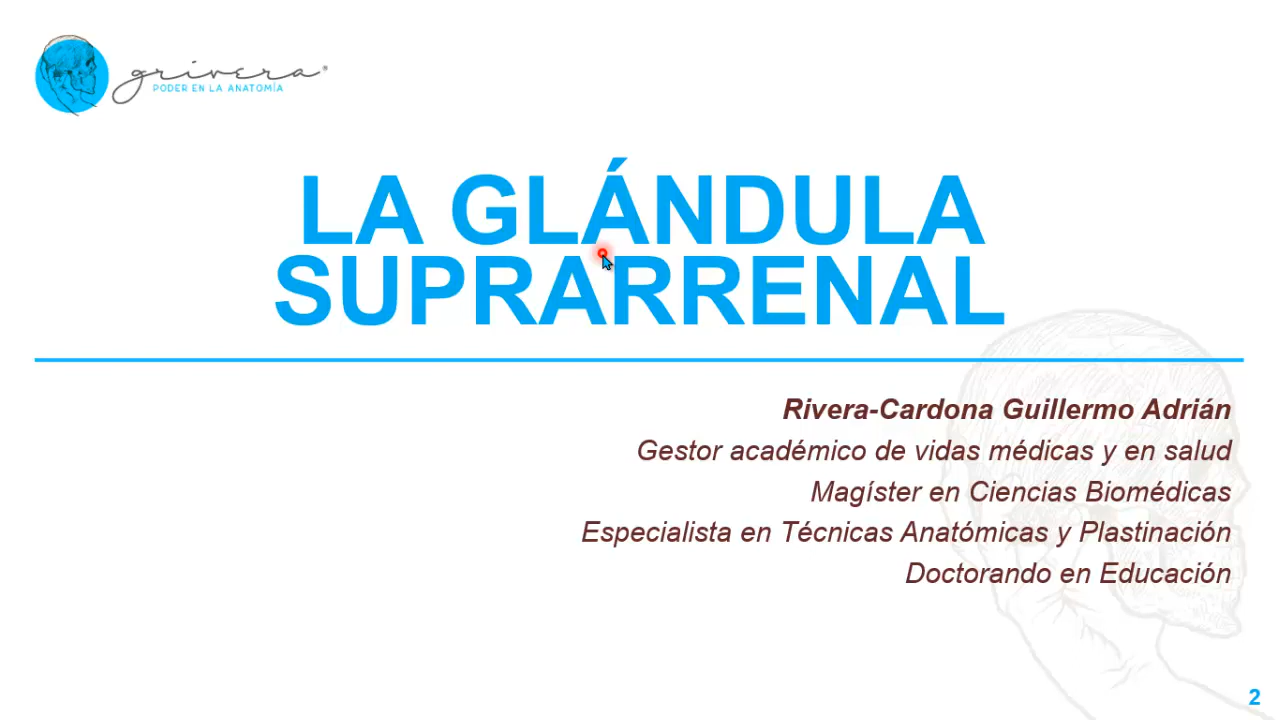 grivera®
PODER EN LA ANATOMÍA
LA GLÁNDULA
SUPRARRENAL
Rivera-Cardona Guillermo Adrián
Gestor académico de vidas médicas y en salud
Magíster en Ciencias Biomédicas
Especialista en Técnicas Anatómicas y Plastinación
Doctorando en Educación
2